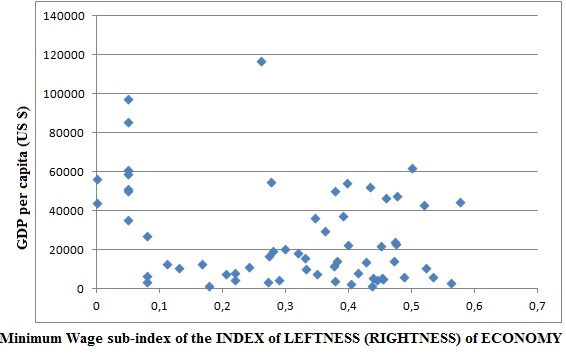 140000
120000
100000
80000
60000
40000
20000
0
GDP per capita (US $)
0 0,1 0,2 0,3 0,4 0,5 0,6 0,7
Minimum Wage sub-index of the INDEX of LEFTNESS (RIGHTNESS) of ECONOMY